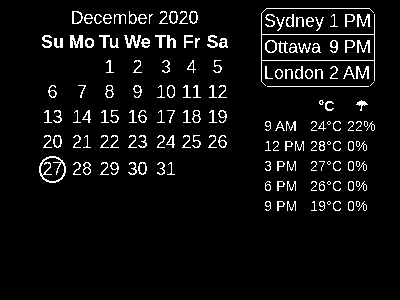 December 2020
Su Mo Tu We Th Fr Sa
1 2 3 4 5
6 7 8 9 10 11 12
13 14 15 16 17 18 19
20 21 22 23 24 25 26
27 28 29 30 31
Sydney 1 PM
Ottawa 9 PM
London 2 AM
°C ☂
9 AM 24°C 22%
12 PM 28°C 0%
3 PM 27°C 0%
6 PM 26°C 0%
9 PM 19°C 0%